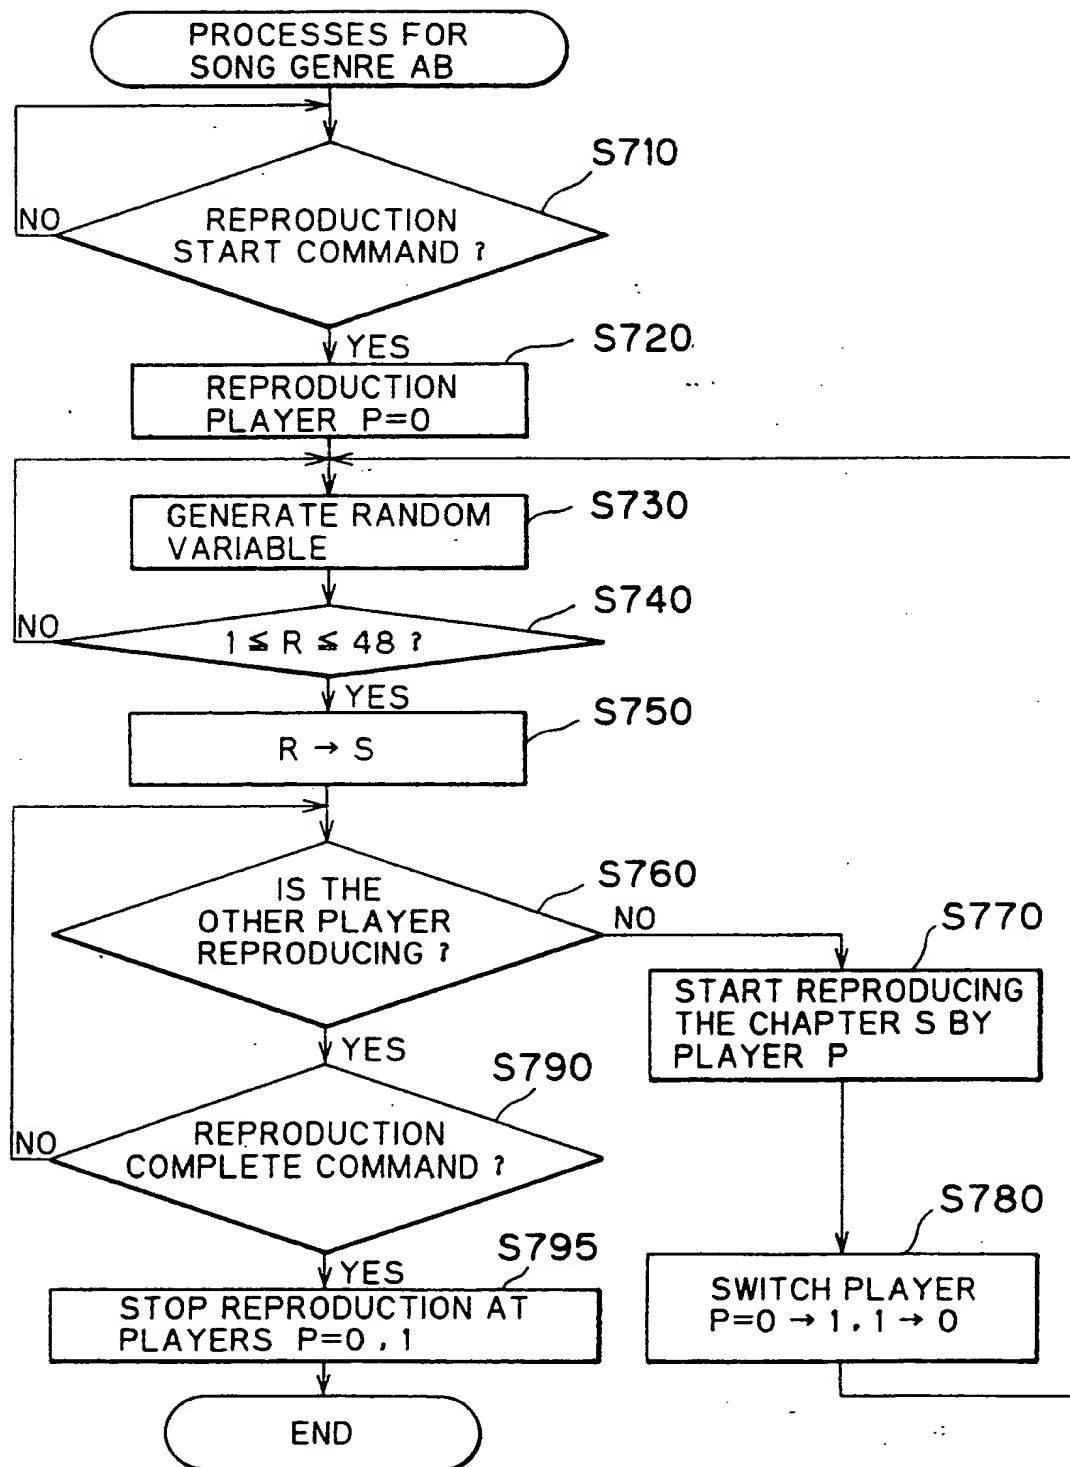 PROCESSES FOR
SONG GENRE AB
S710
NO
REPRODUCTION
START COMMAND ?
YES
S720
REPRODUCTION
PLAYER P=0
S730
GENERATE RANDOM
VARIABLE
S740
NO
1 ≦ R ≦ 48 ?
YES
S750
R → S
S760
IS THE
OTHER PLAYER
REPRODUCING ?
NO
S770
START REPRODUCING
THE CHAPTER S BY
PLAYER P
YES
S790
NO
REPRODUCTION
COMPLETE COMMAND ?
S780
SWITCH PLAYER
P=0 → 1, 1 → 0
YES
S795
STOP REPRODUCTION AT
PLAYERS P=0, 1
END